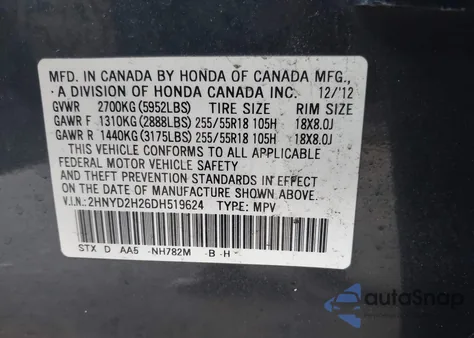 MFD. IN CANADA BY HONDA OF CANADA MFG.,
A DIVISION OF HONDA CANADA INC. 12/'12
GVWR 2700KG (5952LBS) TIRE SIZE RIM SIZE
GAWR F 1310KG (2888LBS) 255/55R18 105H 18X8.0J
GAWR R 1440KG (3175LBS) 255/55R18 105H 18X8.0J
THIS VEHICLE CONFORMS TO ALL APPLICABLE
FEDERAL MOTOR VEHICLE SAFETY
AND THEFT PREVENTION STANDARDS IN
EFFECT ON THE DATE OF MANUFACTURE SHOWN ABOVE.
V.I.N.: 2HNYD2H26DH519624 TYPE: MPV
STX D AA5 -NH782M -B -H
autoSnap